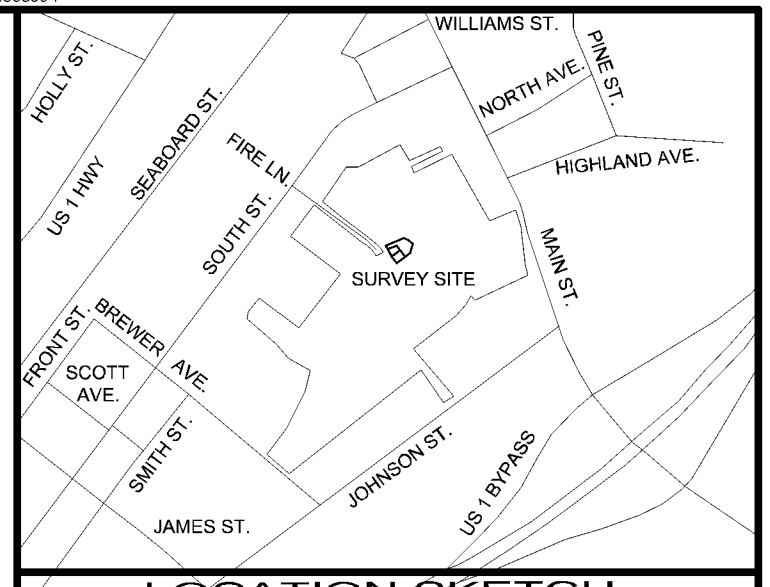 WILLIAMS ST.
HOLLY ST.
PINE ST.
NORTH AVE.
SEABOARD ST.
FIRE LN.
HIGHLAND AVE.
US 1 HWY
SOUTH ST.
MAIN ST.
SURVEY SITE
FRONT ST.
BREWER AVE.
SCOTT
AVE.
SMITH ST.
JOHNSON ST.
US 1 BYPASS
JAMES ST.
LOCATION SKETCH